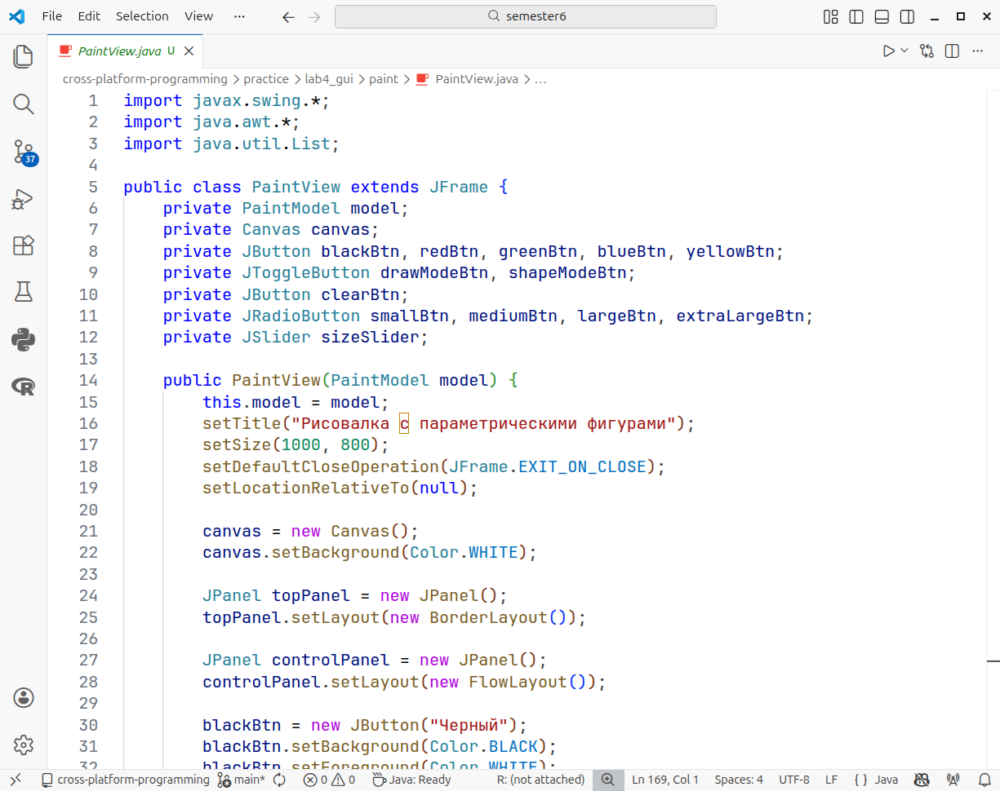 File Edit Selection View ··· semester6
PaintView.java U
cross-platform-programming > practice > lab4_gui > paint > PaintView.java > ...
37
1 import javax.swing.*;
2 import java.awt.*;
3 import java.util.List;
4
5 public class PaintView extends JFrame {
6 private PaintModel model;
7 private Canvas canvas;
8 private JButton blackBtn, redBtn, greenBtn, blueBtn, yellowBtn;
9 private JToggleButton drawModeBtn, shapeModeBtn;
10 private JButton clearBtn;
11 private JRadioButton smallBtn, mediumBtn, largeBtn, extraLargeBtn;
12 private JSlider sizeSlider;
13
14 public PaintView(PaintModel model) {
15 this.model = model;
16 setTitle("Рисовалка с параметрическими фигурами");
17 setSize(1000, 800);
18 setDefaultCloseOperation(JFrame.EXIT_ON_CLOSE);
19 setLocationRelativeTo(null);
20
21 canvas = new Canvas();
22 canvas.setBackground(Color.WHITE);
23
24 JPanel topPanel = new JPanel();
25 topPanel.setLayout(new BorderLayout());
26
27 JPanel controlPanel = new JPanel();
28 controlPanel.setLayout(new FlowLayout());
29
30 blackBtn = new JButton("Черный");
31 blackBtn.setBackground(Color.BLACK);
32 blackBtn.setForeground(Color.WHITE);
cross-platform-programming main* 0 0 Java: Ready R: (not attached) Ln 169, Col 1 Spaces: 4 UTF-8 LF { } Java